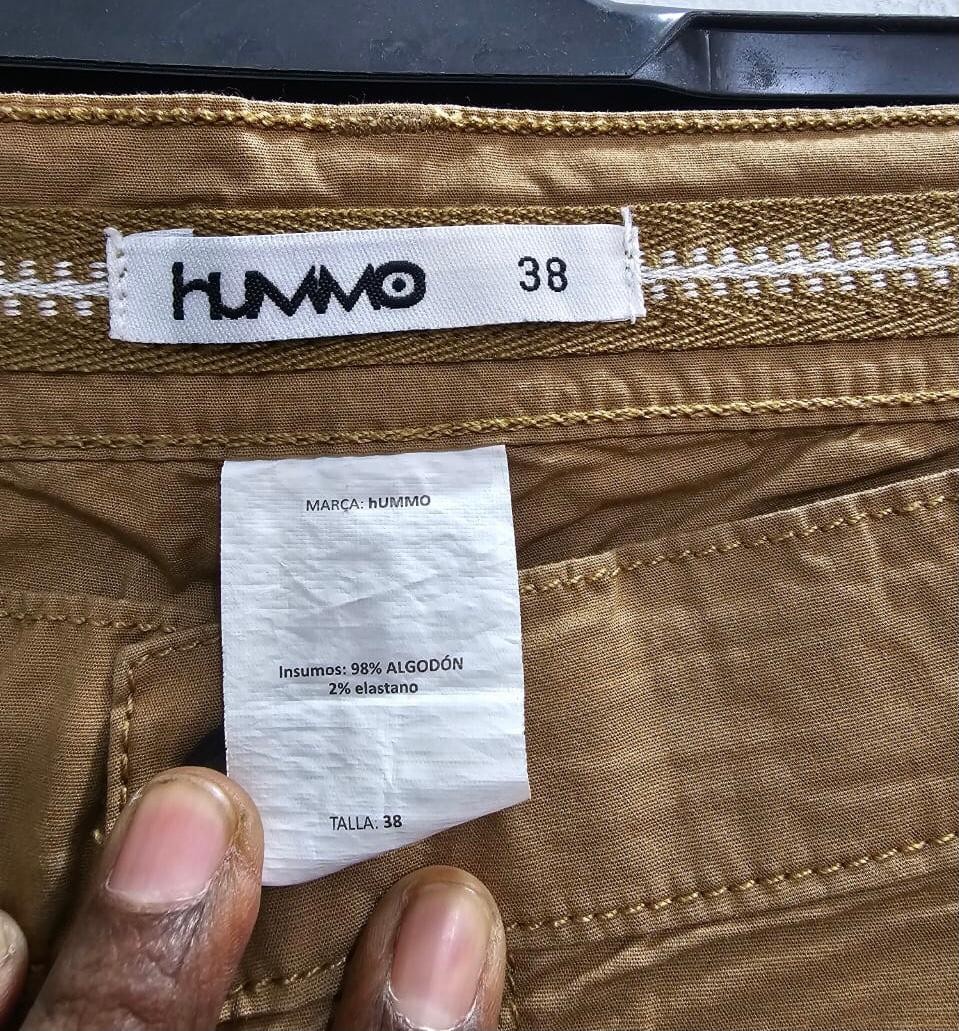 hUMMO 38
MARÇA: hUMMO
Insumos: 98% ALGODÓN
2% elastano
TALLA: 38